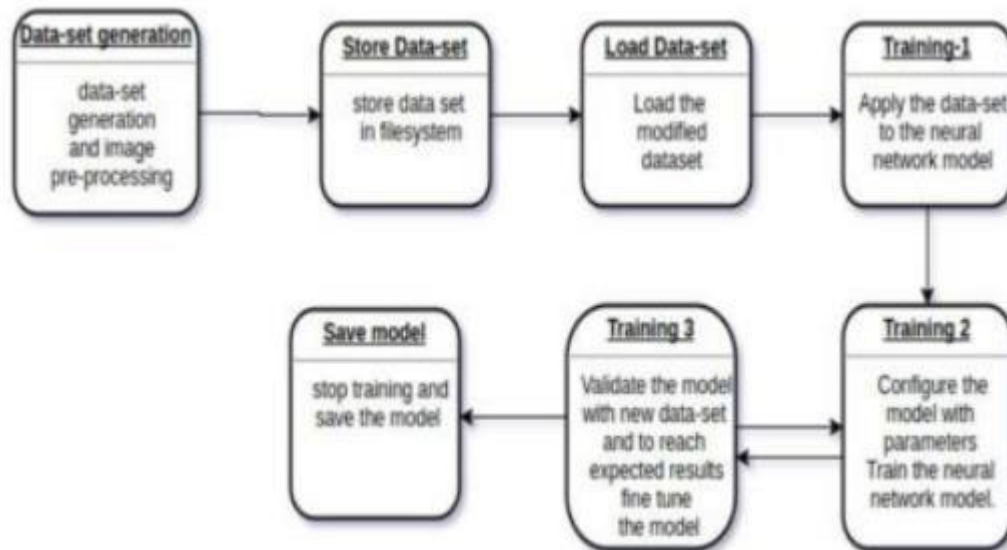 Data-set generation
data-set
generation
and image
pre-processing
Store Data-set
store data set
in filesystem
Load Data-set
Load the
modified
dataset
Training-1
Apply the data-set
to the neural
network model
Training 2
Configure the
model with
parameters
Train the neural
network model.
Training 3
Validate the model
with new data-set
and to reach
expected results
fine tune
the model
Save model
stop training and
save the model